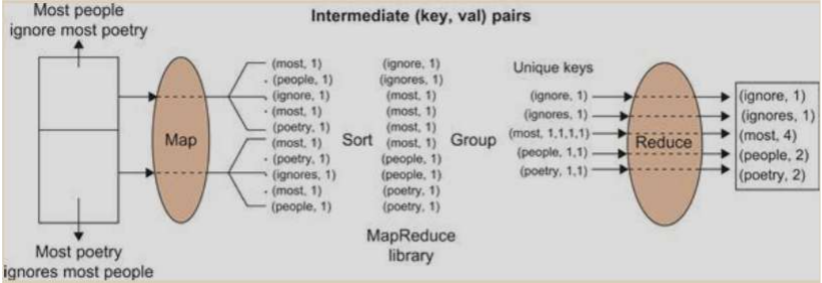 Most people
ignore most poetry
Intermediate (key, val) pairs
Map
(most, 1)
(people, 1)
(ignore, 1)
(most, 1)
(poetry, 1)
(most, 1)
(poetry, 1)
(ignores, 1)
(most, 1)
(people, 1)
Sort
(ignore, 1)
(ignores, 1)
(most, 1)
(most, 1)
(most, 1)
(most, 1)
(people, 1)
(people, 1)
(poetry, 1)
(poetry, 1)
Group
Unique keys
(ignore, 1)
(ignores, 1)
(most, 1,1,1,1)
(people, 1,1)
(poetry, 1,1)
Reduce
(ignore, 1)
(ignores, 1)
(most, 4)
(people, 2)
(poetry, 2)
MapReduce
library
Most poetry
ignores most people